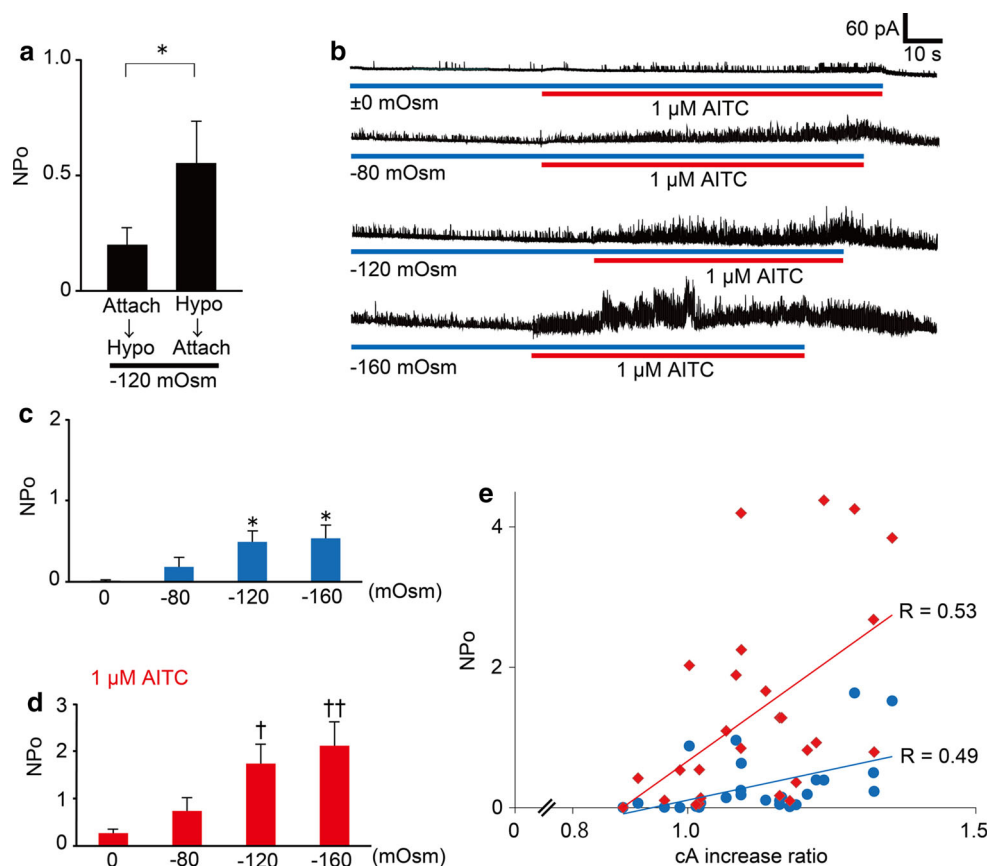 a
*
1.0
0.5
0
NPo
Attach
↓
Hypo
Hypo
↓
Attach
-120 mOsm
b
60 pA
10 s
±0 mOsm
1 µM AITC
-80 mOsm
1 µM AITC
-120 mOsm
1 µM AITC
-160 mOsm
1 µM AITC
c
2
1
0
NPo
* *
0 -80 -120 -160 (mOsm)
1 µM AITC
d
3
2
1
0
NPo
† ††
0 -80 -120 -160 (mOsm)
e
4
2
0
NPo
R = 0.53
R = 0.49
0 0.8 1.0 1.5
cA increase ratio